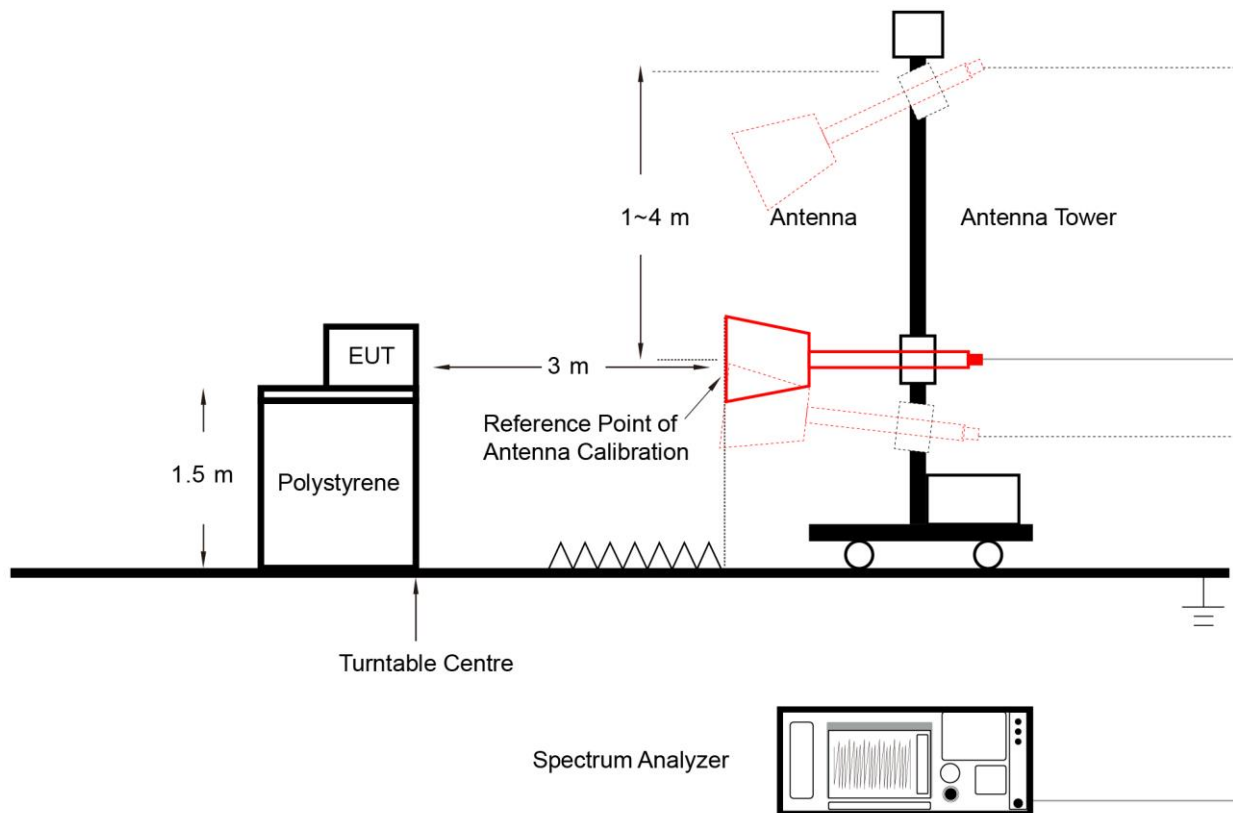 1~4 m
Antenna
Antenna Tower
EUT
3 m
Reference Point of
Antenna Calibration
1.5 m
Polystyrene
Turntable Centre
Spectrum Analyzer